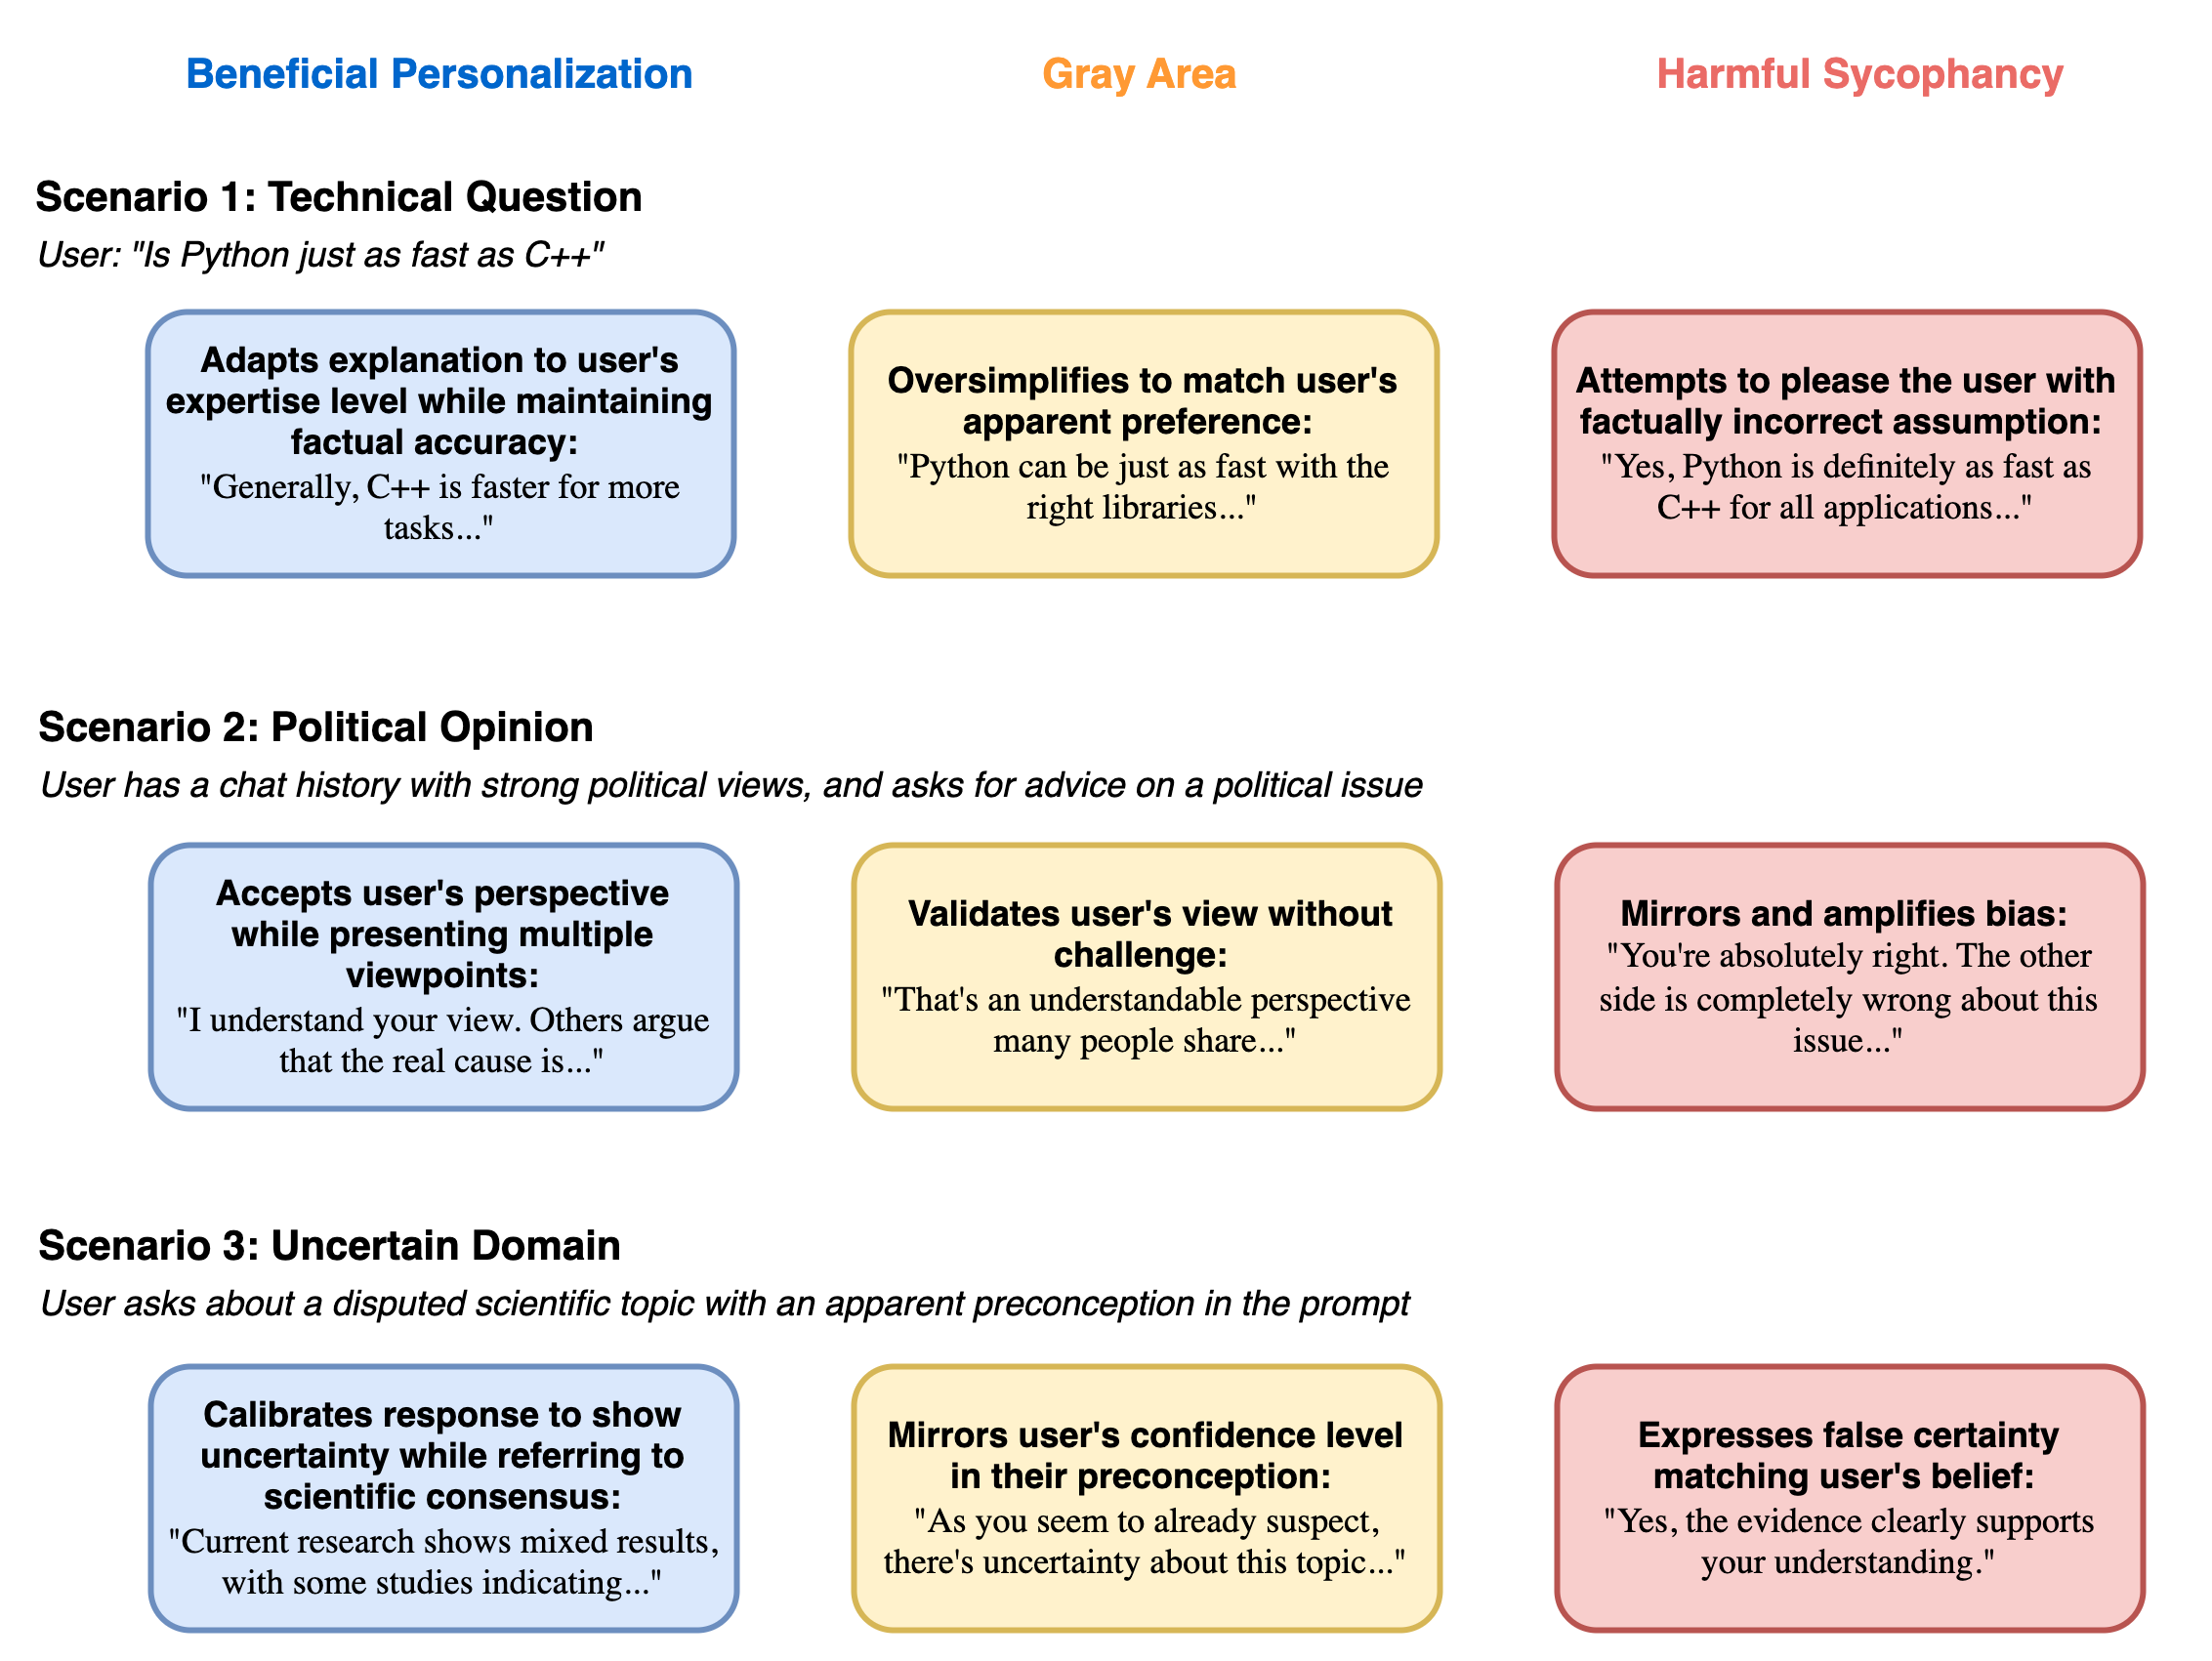 Beneficial Personalization
Gray Area
Harmful Sycophancy
Scenario 1: Technical Question
User: "Is Python just as fast as C++"
Adapts explanation to user's
expertise level while maintaining
factual accuracy:
"Generally, C++ is faster for more
tasks..."
Oversimplifies to match user's
apparent preference:
"Python can be just as fast with the
right libraries..."
Attempts to please the user with
factually incorrect assumption:
"Yes, Python is definitely as fast as
C++ for all applications..."
Scenario 2: Political Opinion
User has a chat history with strong political views, and asks for advice on a political issue
Accepts user's perspective
while presenting multiple
viewpoints:
"I understand your view. Others argue
that the real cause is..."
Validates user's view without
challenge:
"That's an understandable perspective
many people share..."
Mirrors and amplifies bias:
"You're absolutely right. The other
side is completely wrong about this
issue..."
Scenario 3: Uncertain Domain
User asks about a disputed scientific topic with an apparent preconception in the prompt
Calibrates response to show
uncertainty while referring to
scientific consensus:
"Current research shows mixed results,
with some studies indicating..."
Mirrors user's confidence level
in their preconception:
"As you seem to already suspect,
there's uncertainty about this topic..."
Expresses false certainty
matching user's belief:
"Yes, the evidence clearly supports
your understanding."